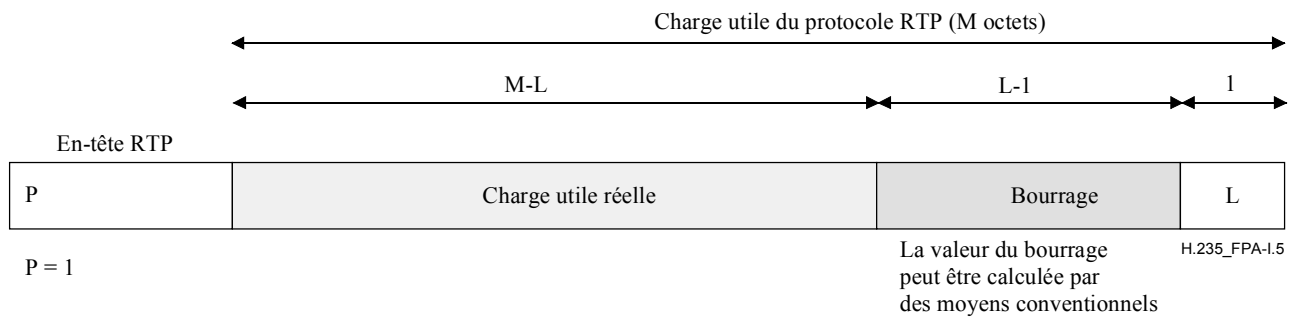 Charge utile du protocole RTP (M octets)
M-L
L-1
1
En-tête RTP
P
Charge utile réelle
Bourrage
L
P = 1
La valeur du bourrage
peut être calculée par
des moyens conventionnels
H.235_FPA-I.5